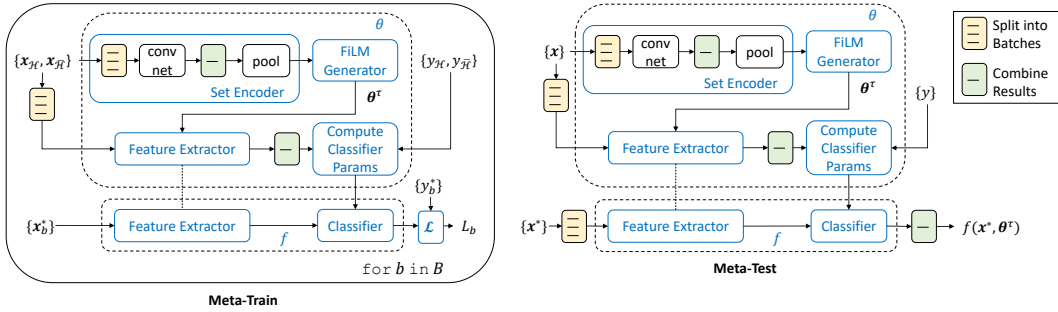 θ
{x_ℋ, x_ℋ̄}
conv
net
pool
Set Encoder
FiLM
Generator
{y_ℋ, y_ℋ̄}
θ^τ
Feature Extractor
Compute
Classifier
Params
{x_b^*}
Feature Extractor
f
Classifier
{y_b^*}
ℒ
L_b
for b in B
Meta-Train
θ
{x}
conv
net
pool
Set Encoder
FiLM
Generator
{y}
θ^τ
Feature Extractor
Compute
Classifier
Params
{x^*}
Feature Extractor
f
Classifier
f(x^*, θ^τ)
Meta-Test
Split into
Batches
Combine
Results